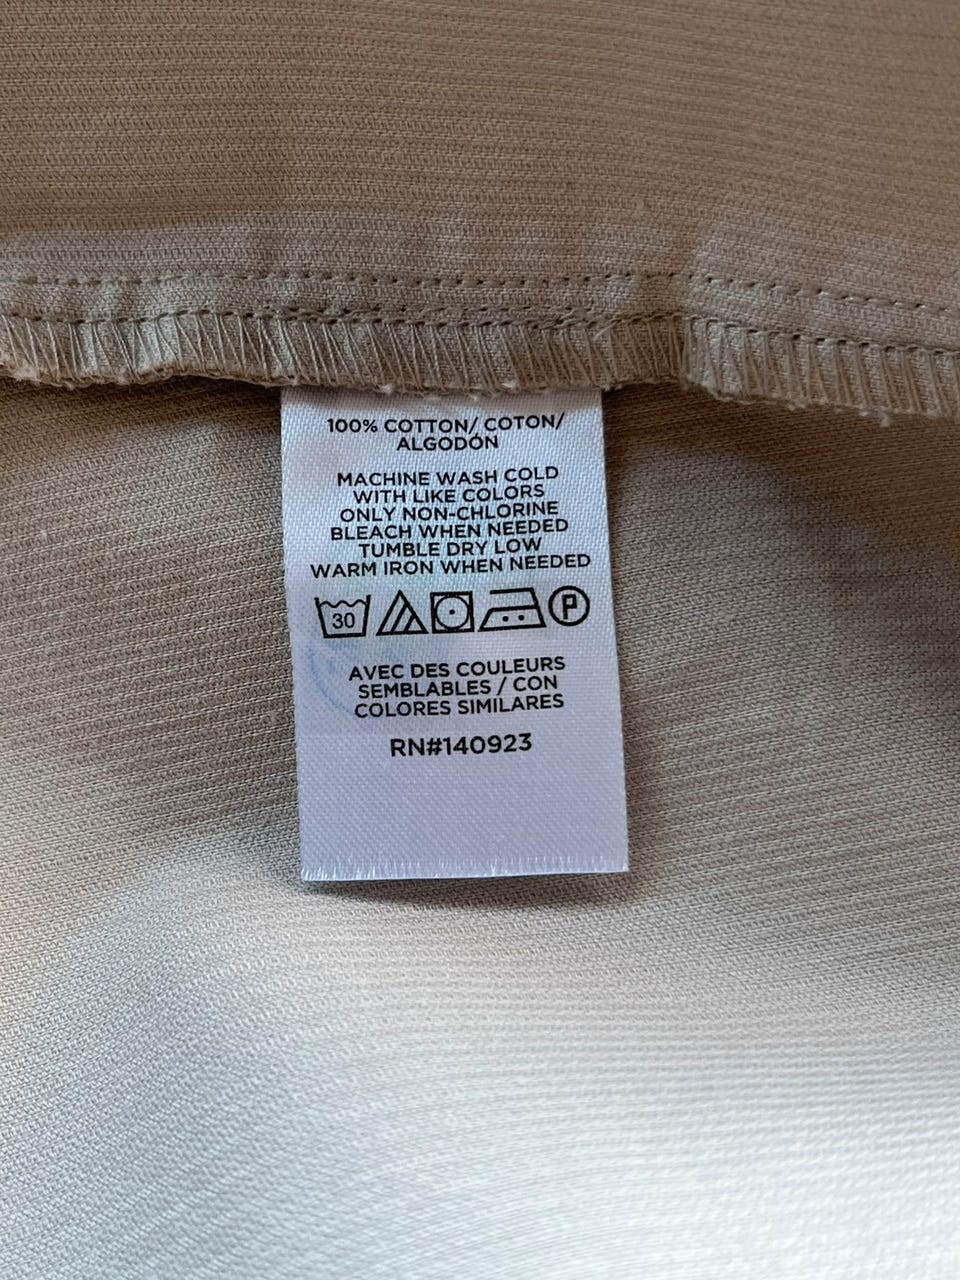 100% COTTON/ COTON/
ALGODÓN
MACHINE WASH COLD
WITH LIKE COLORS
ONLY NON-CHLORINE
BLEACH WHEN NEEDED
TUMBLE DRY LOW
WARM IRON WHEN NEEDED
30 P
AVEC DES COULEURS
SEMBLABLES / CON
COLORES SIMILARES
RN#140923